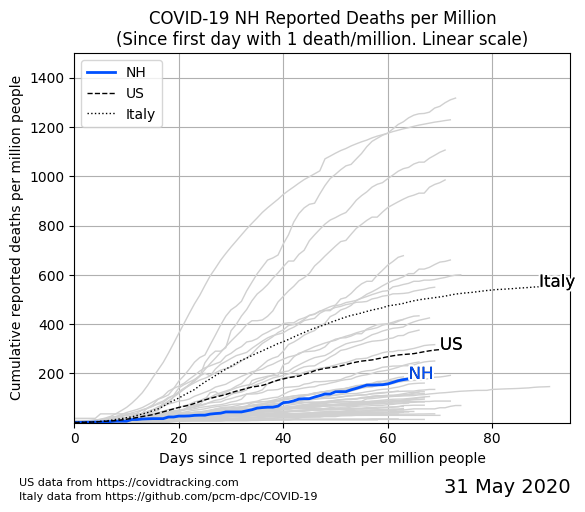 COVID-19 NH Reported Deaths per Million
(Since first day with 1 death/million. Linear scale)
Cumulative reported deaths per million people
1400
1200
1000
800
600
400
200
NH
US
Italy
Italy
US
NH
0
20
40
60
80
Days since 1 reported death per million people
US data from https://covidtracking.com
Italy data from https://github.com/pcm-dpc/COVID-19
31 May 2020